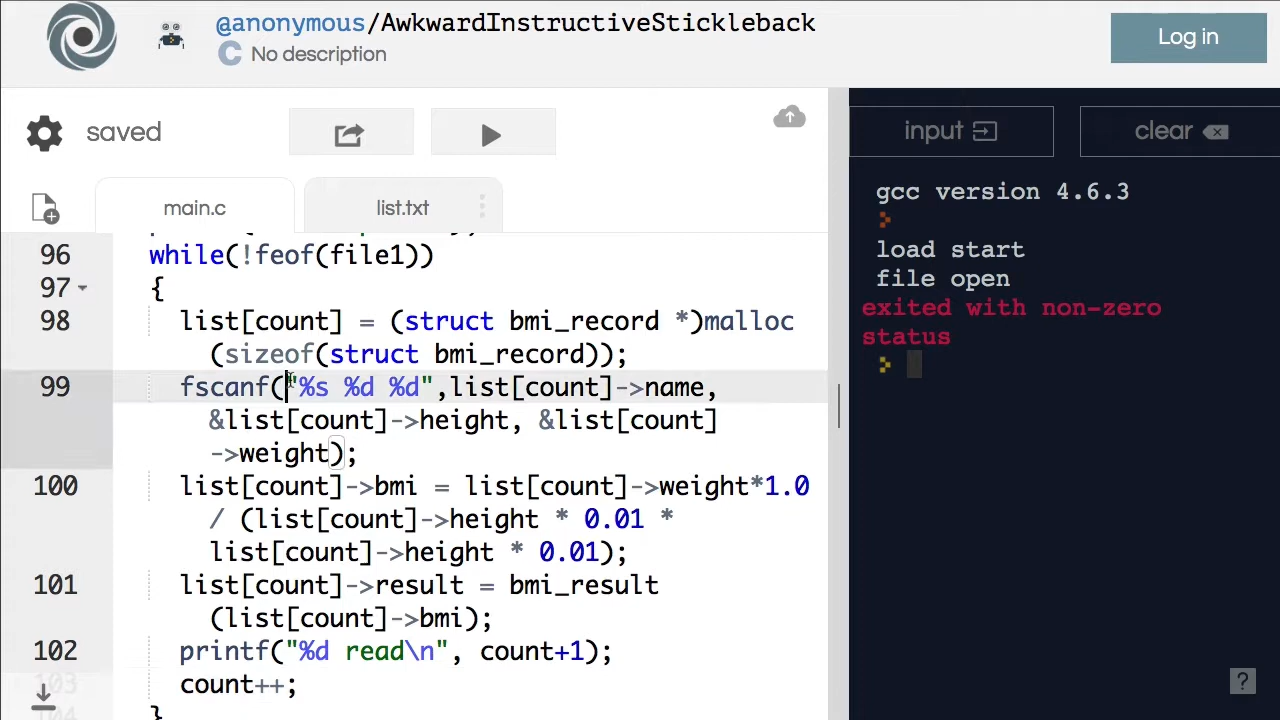 @anonymous/AwkwardInstructiveStickleback
C No description
Log in
saved
input
clear
main.c
list.txt
96 while(!feof(file1))
97 {
98 list[count] = (struct bmi_record *)malloc
(sizeof(struct bmi_record));
99 fscanf("%s %d %d",list[count]->name,
&list[count]->height, &list[count]
->weight);
100 list[count]->bmi = list[count]->weight*1.0
/ (list[count]->height * 0.01 *
list[count]->height * 0.01);
101 list[count]->result = bmi_result
(list[count]->bmi);
102 printf("%d read\n", count+1);
103 count++;
104 }
gcc version 4.6.3
load start
file open
exited with non-zero
status
?